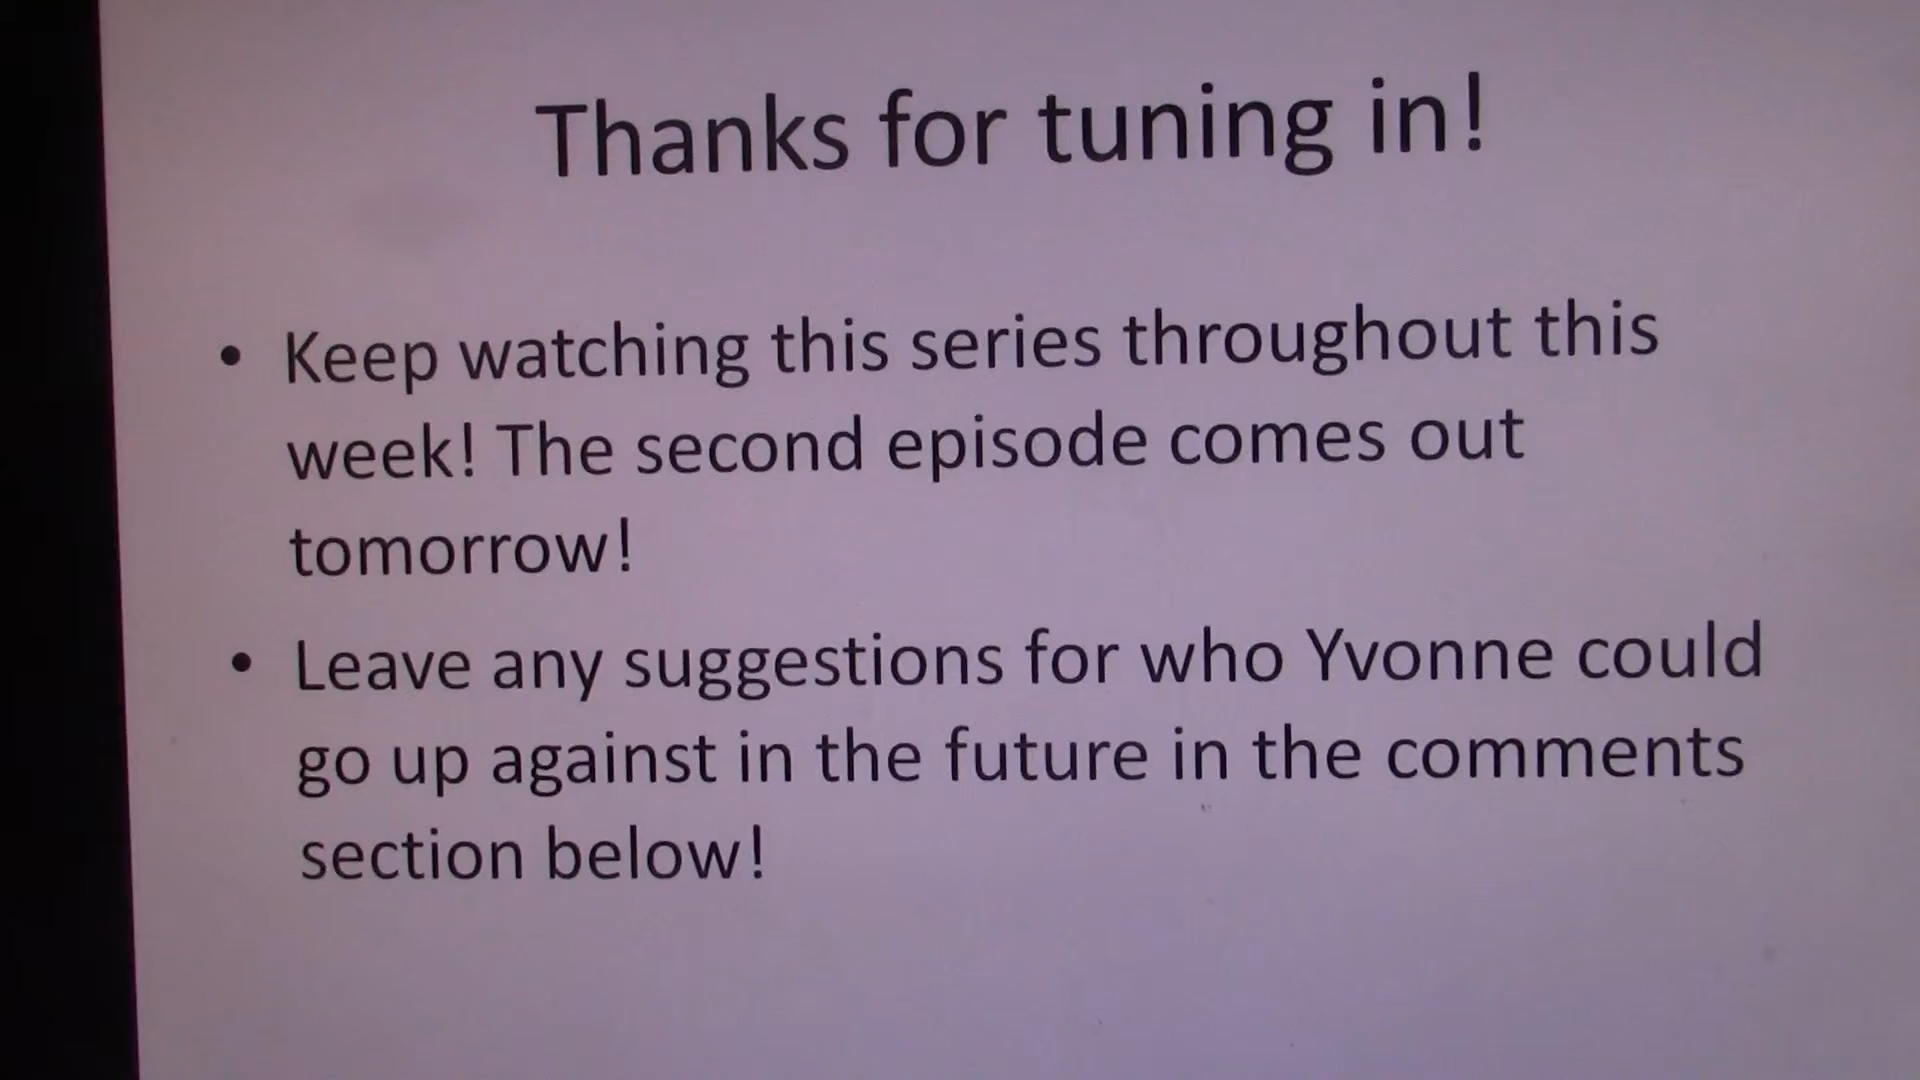 Thanks for tuning in!
• Keep watching this series throughout this
week! The second episode comes out
tomorrow!
• Leave any suggestions for who Yvonne could
go up against in the future in the comments
section below!